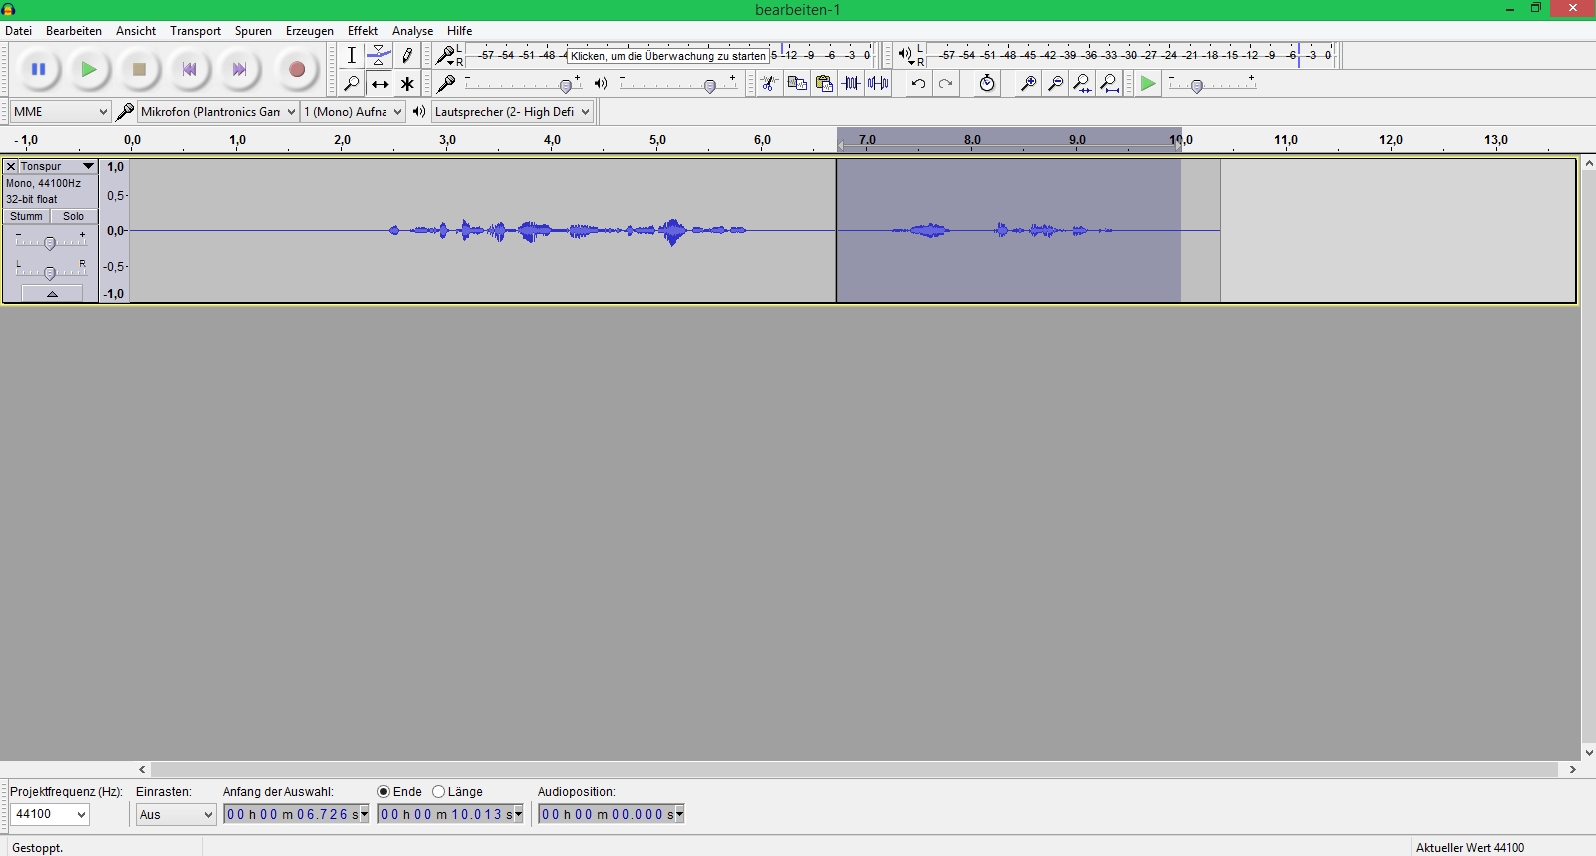 bearbeiten-1
Datei Bearbeiten Ansicht Transport Spuren Erzeugen Effekt Analyse Hilfe
L R -57 -54 -51 -48 -4 Klicken, um die Überwachung zu starten 5 -12 -9 -6 -3 0 L R -57 -54 -51 -48 -45 -42 -39 -36 -33 -30 -27 -24 -21 -18 -15 -12 -9 -6 -3 0
- + - + - +
MME Mikrofon (Plantronics Gam 1 (Mono) Aufna Lautsprecher (2- High Defi
- 1,0 0,0 1,0 2,0 3,0 4,0 5,0 6,0 7,0 8,0 9,0 10,0 11,0 12,0 13,0
Tonspur 1,0
Mono, 44100Hz
32-bit float 0,5-
Stumm Solo
- + 0,0-
L R -0,5-
-1,0
Projektfrequenz (Hz): Einrasten: Anfang der Auswahl: Ende Länge Audioposition:
44100 Aus 00 h 00 m 06.726 s 00 h 00 m 10.013 s 00 h 00 m 00.000 s
Gestoppt. Aktueller Wert 44100